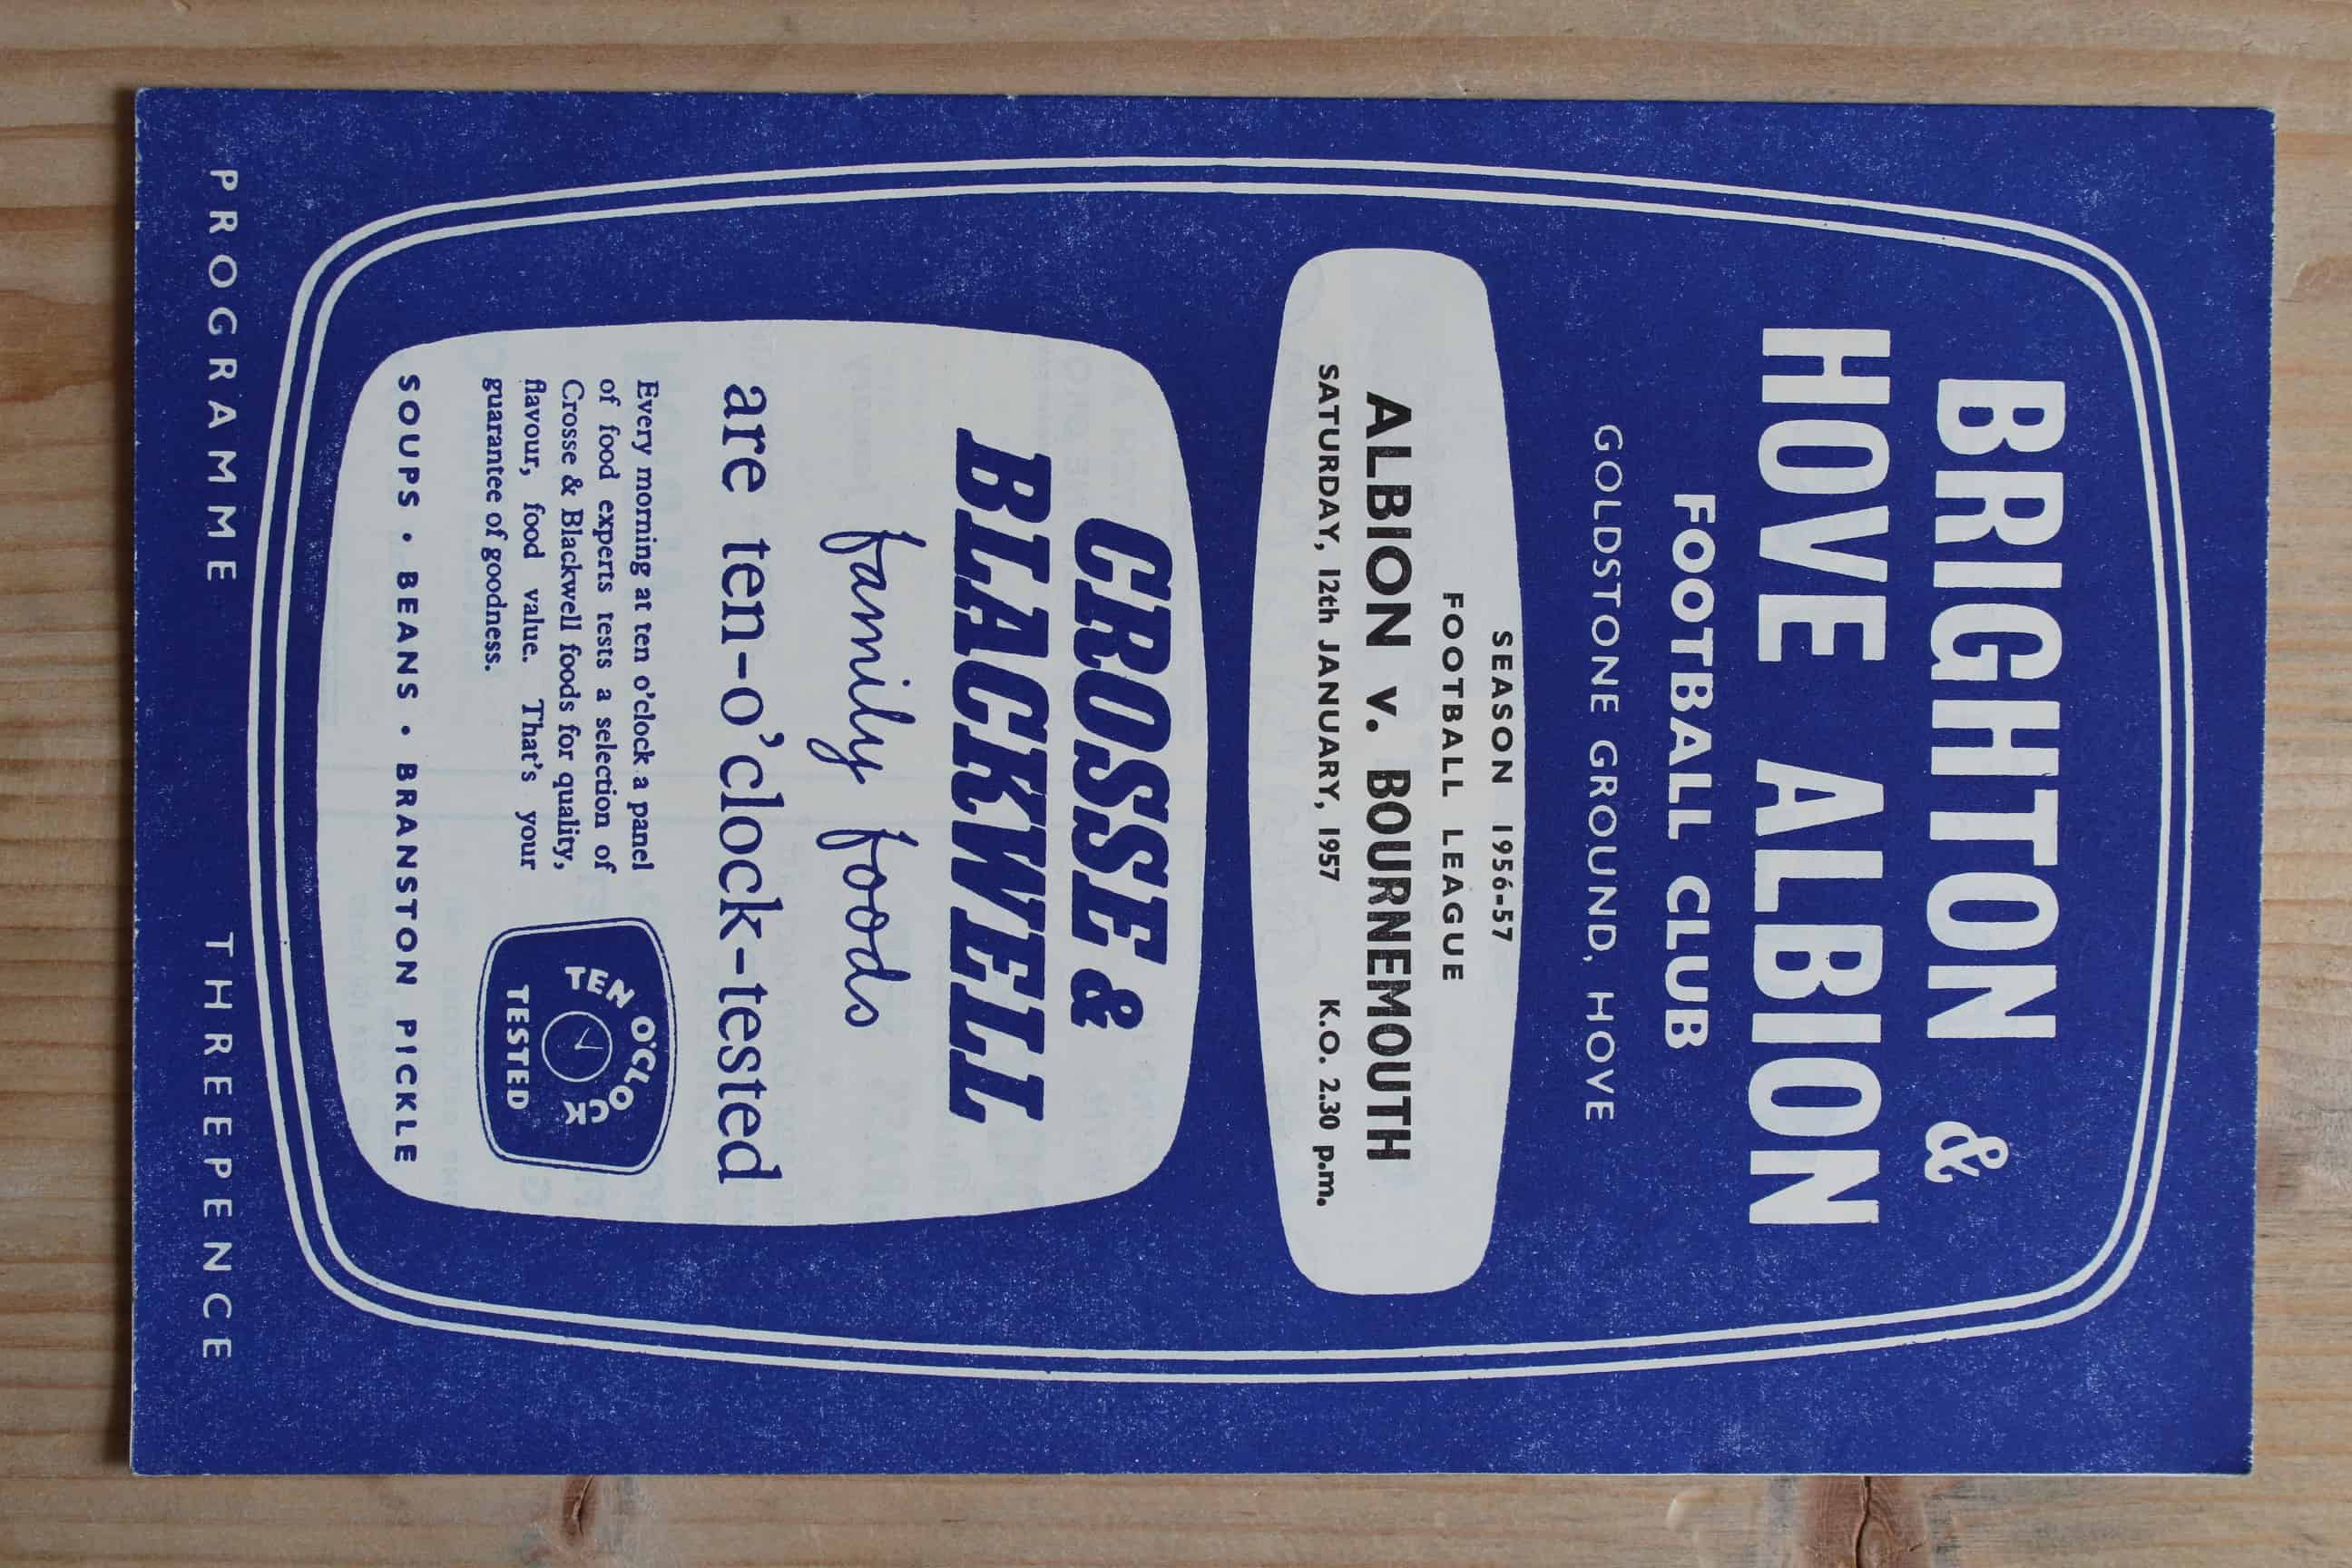 BRIGHTON &
HOVE ALBION
FOOTBALL CLUB
GOLDSTONE GROUND, HOVE
SEASON 1956-57
FOOTBALL LEAGUE
ALBION v. BOURNEMOUTH
SATURDAY, 12th JANUARY, 1957 K.O. 2.30 p.m.
CROSSE &
BLACKWELL
family foods
are ten-o'clock-tested
Every morning at ten o'clock a panel
of food experts tests a selection of
Crosse & Blackwell foods for quality,
flavour, food value. That's your
guarantee of goodness.
TEN O'CLOCK
TESTED
SOUPS • BEANS • BRANSTON PICKLE
PROGRAMME THREEPENCE